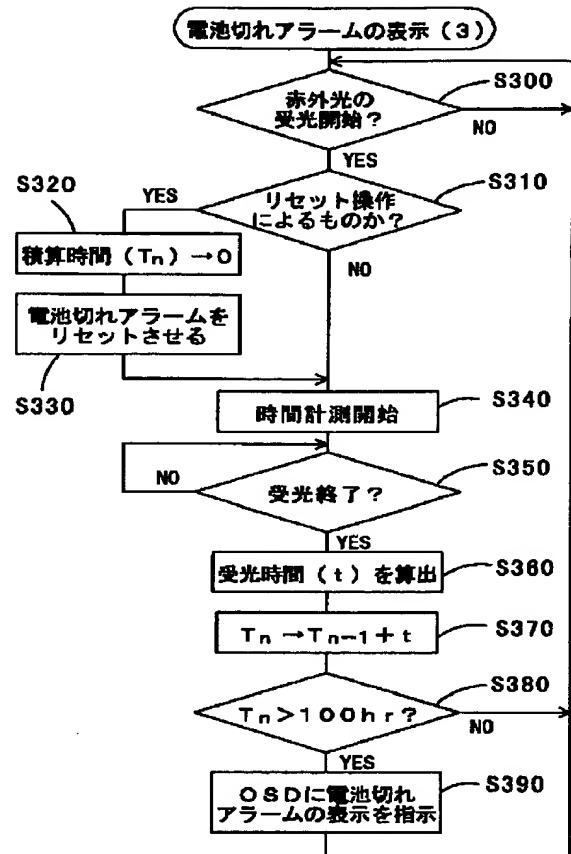 電池切れアラームの表示（３）
S300
赤外光の
受光開始？
NO
YES
S310
リセット操作
によるものか？
YES
NO
S320
積算時間（Tn）→０
電池切れアラームを
リセットさせる
S330
S340
時間計測開始
S350
受光終了？
NO
YES
S360
受光時間（t）を算出
S370
Tn→Tn-1＋t
S380
Tn＞100hr？
NO
YES
S390
OSDに電池切れ
アラームの表示を指示